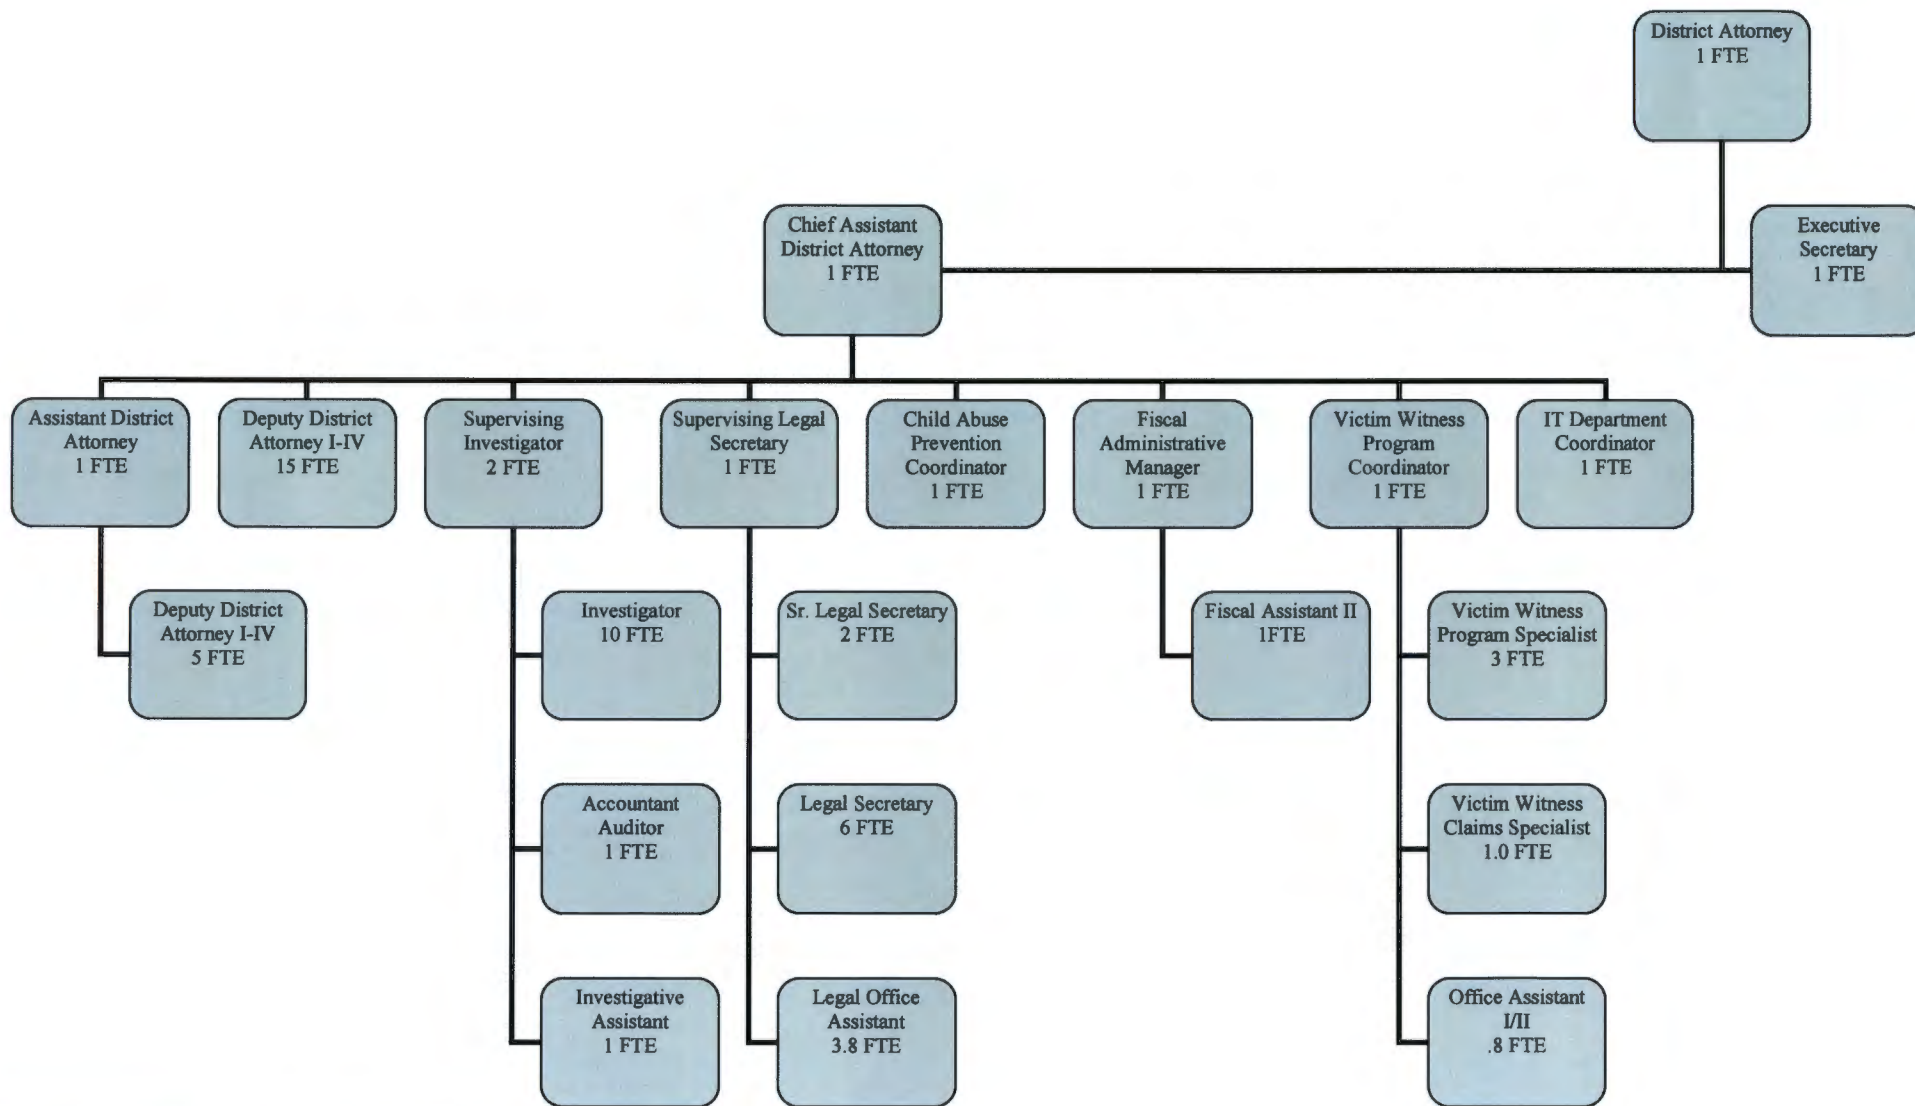 District Attorney
1 FTE
Chief Assistant
District Attorney
1 FTE
Executive
Secretary
1 FTE
Assistant District
Attorney
1 FTE
Deputy District
Attorney I-IV
15 FTE
Supervising
Investigator
2 FTE
Supervising Legal
Secretary
1 FTE
Child Abuse
Prevention
Coordinator
1 FTE
Fiscal
Administrative
Manager
1 FTE
Victim Witness
Program
Coordinator
1 FTE
IT Department
Coordinator
1 FTE
Deputy District
Attorney I-IV
5 FTE
Investigator
10 FTE
Sr. Legal Secretary
2 FTE
Fiscal Assistant II
1FTE
Victim Witness
Program Specialist
3 FTE
Accountant
Auditor
1 FTE
Legal Secretary
6 FTE
Victim Witness
Claims Specialist
1.0 FTE
Investigative
Assistant
1 FTE
Legal Office
Assistant
3.8 FTE
Office Assistant
I/II
.8 FTE